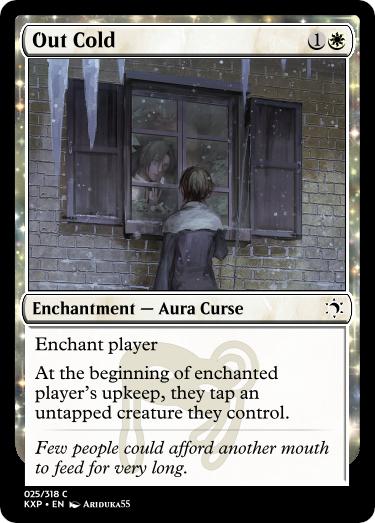 Out Cold 1
Enchantment — Aura Curse
Enchant player
At the beginning of enchanted
player's upkeep, they tap an
untapped creature they control.
Few people could afford another mouth
to feed for very long.
025/318 C
KXP • EN Ariduka55